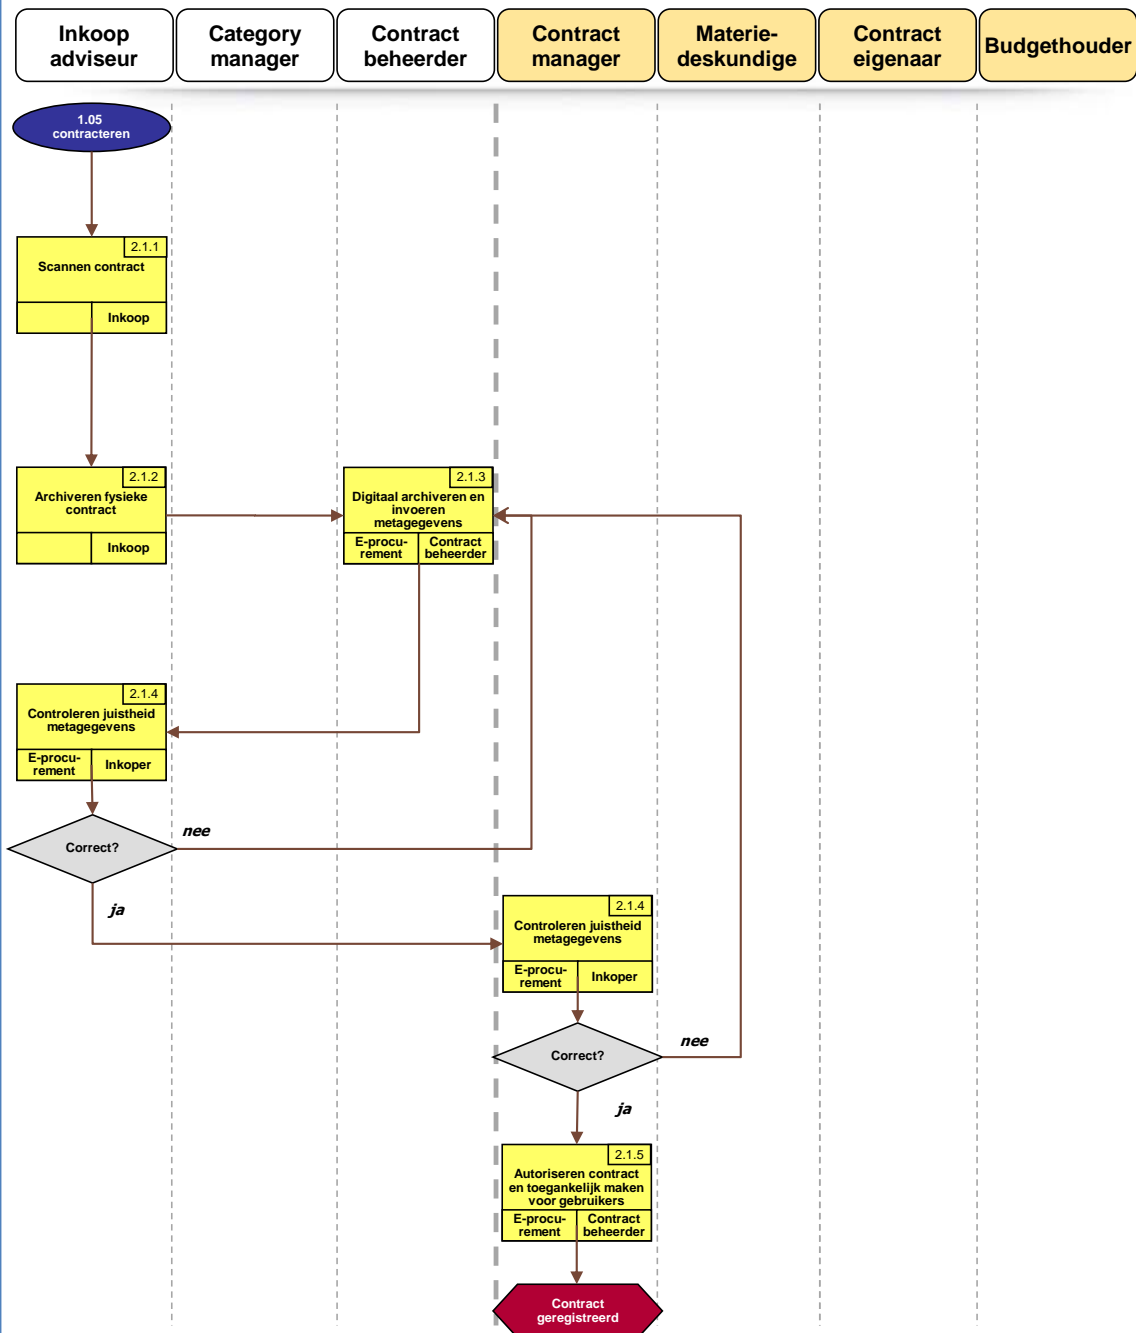 Inkoop
adviseur
Category
manager
Contract
beheerder
Contract
manager
Materie-
deskundige
Contract
eigenaar
Budgethouder
1.05
contracteren
2.1.1
Scannen contract
Inkoop
2.1.2
Archiveren fysieke
contract
Inkoop
2.1.3
Digitaal archiveren en
invoeren
metagegevens
E-procu-
rement
Contract
beheerder
2.1.4
Controleren juistheid
metagegevens
E-procu-
rement
Inkoper
Correct?
nee
ja
2.1.4
Controleren juistheid
metagegevens
E-procu-
rement
Inkoper
Correct?
nee
ja
2.1.5
Autoriseren contract
en toegankelijk maken
voor gebruikers
E-procu-
rement
Contract
beheerder
Contract
geregistreerd